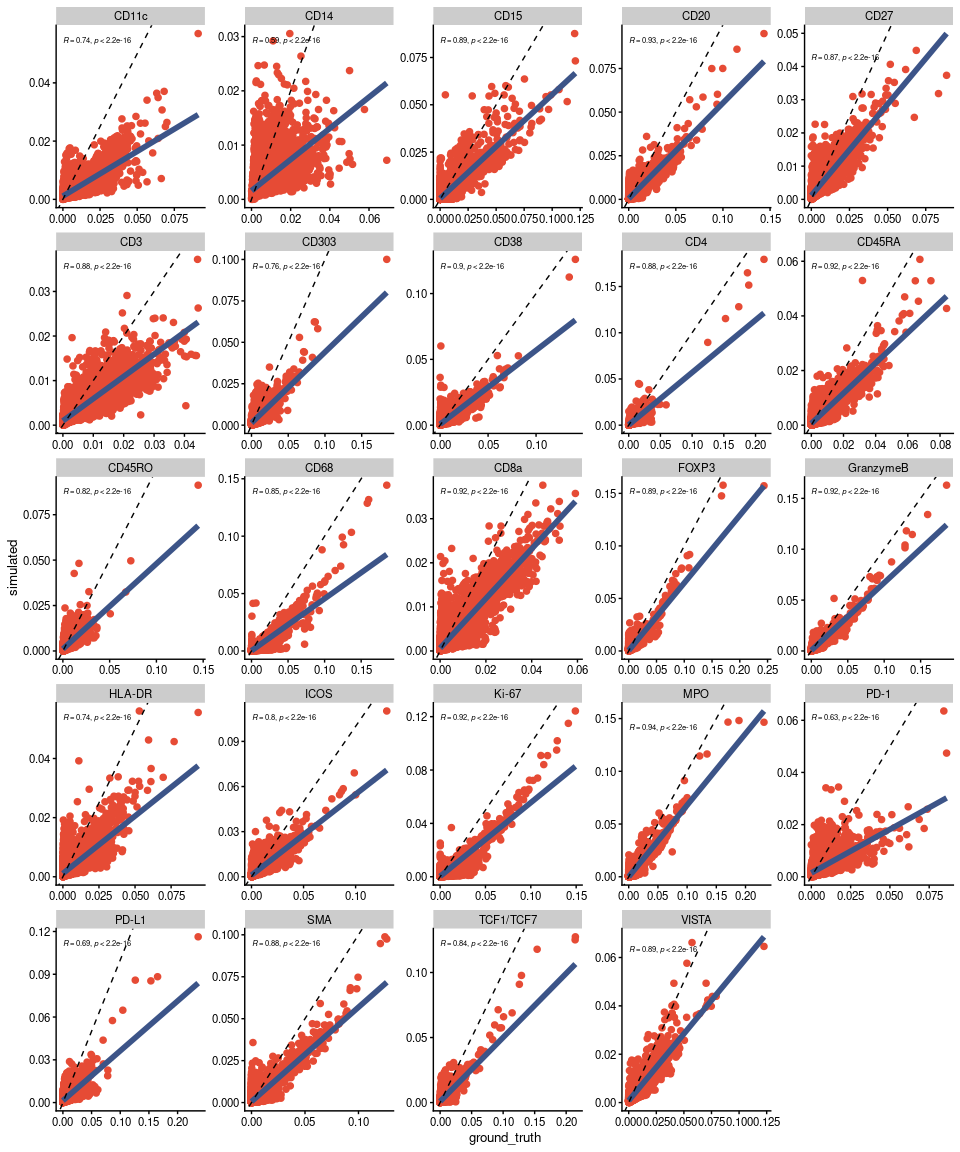 CD11c CD14 CD15 CD20 CD27
R = 0.74, p < 2.2e-16 R = 0.59, p < 2.2e-16 R = 0.89, p < 2.2e-16 R = 0.93, p < 2.2e-16 R = 0.87, p < 2.2e-16
0.04 0.02 0.00
0.03 0.02 0.01 0.00
0.075 0.050 0.025 0.000
0.075 0.050 0.025 0.000
0.05 0.04 0.03 0.02 0.01 0.00
0.000 0.025 0.050 0.075
0.00 0.02 0.04 0.06
0.000 0.025 0.050 0.075 0.100 0.125
0.00 0.05 0.10 0.15
0.000 0.025 0.050 0.075
CD3 CD303 CD38 CD4 CD45RA
R = 0.88, p < 2.2e-16 R = 0.76, p < 2.2e-16 R = 0.9, p < 2.2e-16 R = 0.88, p < 2.2e-16 R = 0.92, p < 2.2e-16
0.03 0.02 0.01 0.00
0.100 0.075 0.050 0.025 0.000
0.10 0.05 0.00
0.15 0.10 0.05 0.00
0.06 0.04 0.02 0.00
0.00 0.01 0.02 0.03 0.04
0.00 0.05 0.10 0.15
0.00 0.05 0.10
0.00 0.05 0.10 0.15 0.20
0.00 0.02 0.04 0.06 0.08
CD45RO CD68 CD8a FOXP3 GranzymeB
R = 0.82, p < 2.2e-16 R = 0.85, p < 2.2e-16 R = 0.92, p < 2.2e-16 R = 0.89, p < 2.2e-16 R = 0.92, p < 2.2e-16
simulated
0.075 0.050 0.025 0.000
0.15 0.10 0.05 0.00
0.03 0.02 0.01 0.00
0.15 0.10 0.05 0.00
0.15 0.10 0.05 0.00
0.00 0.05 0.10 0.15
0.00 0.05 0.10 0.15
0.00 0.02 0.04 0.06
0.00 0.05 0.10 0.15 0.20 0.25
0.00 0.05 0.10 0.15
HLA-DR ICOS Ki-67 MPO PD-1
R = 0.74, p < 2.2e-16 R = 0.8, p < 2.2e-16 R = 0.92, p < 2.2e-16 R = 0.94, p < 2.2e-16 R = 0.63, p < 2.2e-16
0.04 0.02 0.00
0.09 0.06 0.03 0.00
0.12 0.08 0.04 0.00
0.15 0.10 0.05 0.00
0.06 0.04 0.02 0.00
0.000 0.025 0.050 0.075
0.00 0.05 0.10
0.00 0.05 0.10 0.15
0.00 0.05 0.10 0.15 0.20
0.000 0.025 0.050 0.075
PD-L1 SMA TCF1/TCF7 VISTA
R = 0.69, p < 2.2e-16 R = 0.88, p < 2.2e-16 R = 0.84, p < 2.2e-16 R = 0.89, p < 2.2e-16
0.12 0.09 0.06 0.03 0.00
0.100 0.075 0.050 0.025 0.000
0.10 0.05 0.00
0.06 0.04 0.02 0.00
0.00 0.05 0.10 0.15 0.20
0.00 0.05 0.10
0.00 0.05 0.10 0.15 0.20
0.000 0.025 0.050 0.075 0.100 0.125
ground_truth